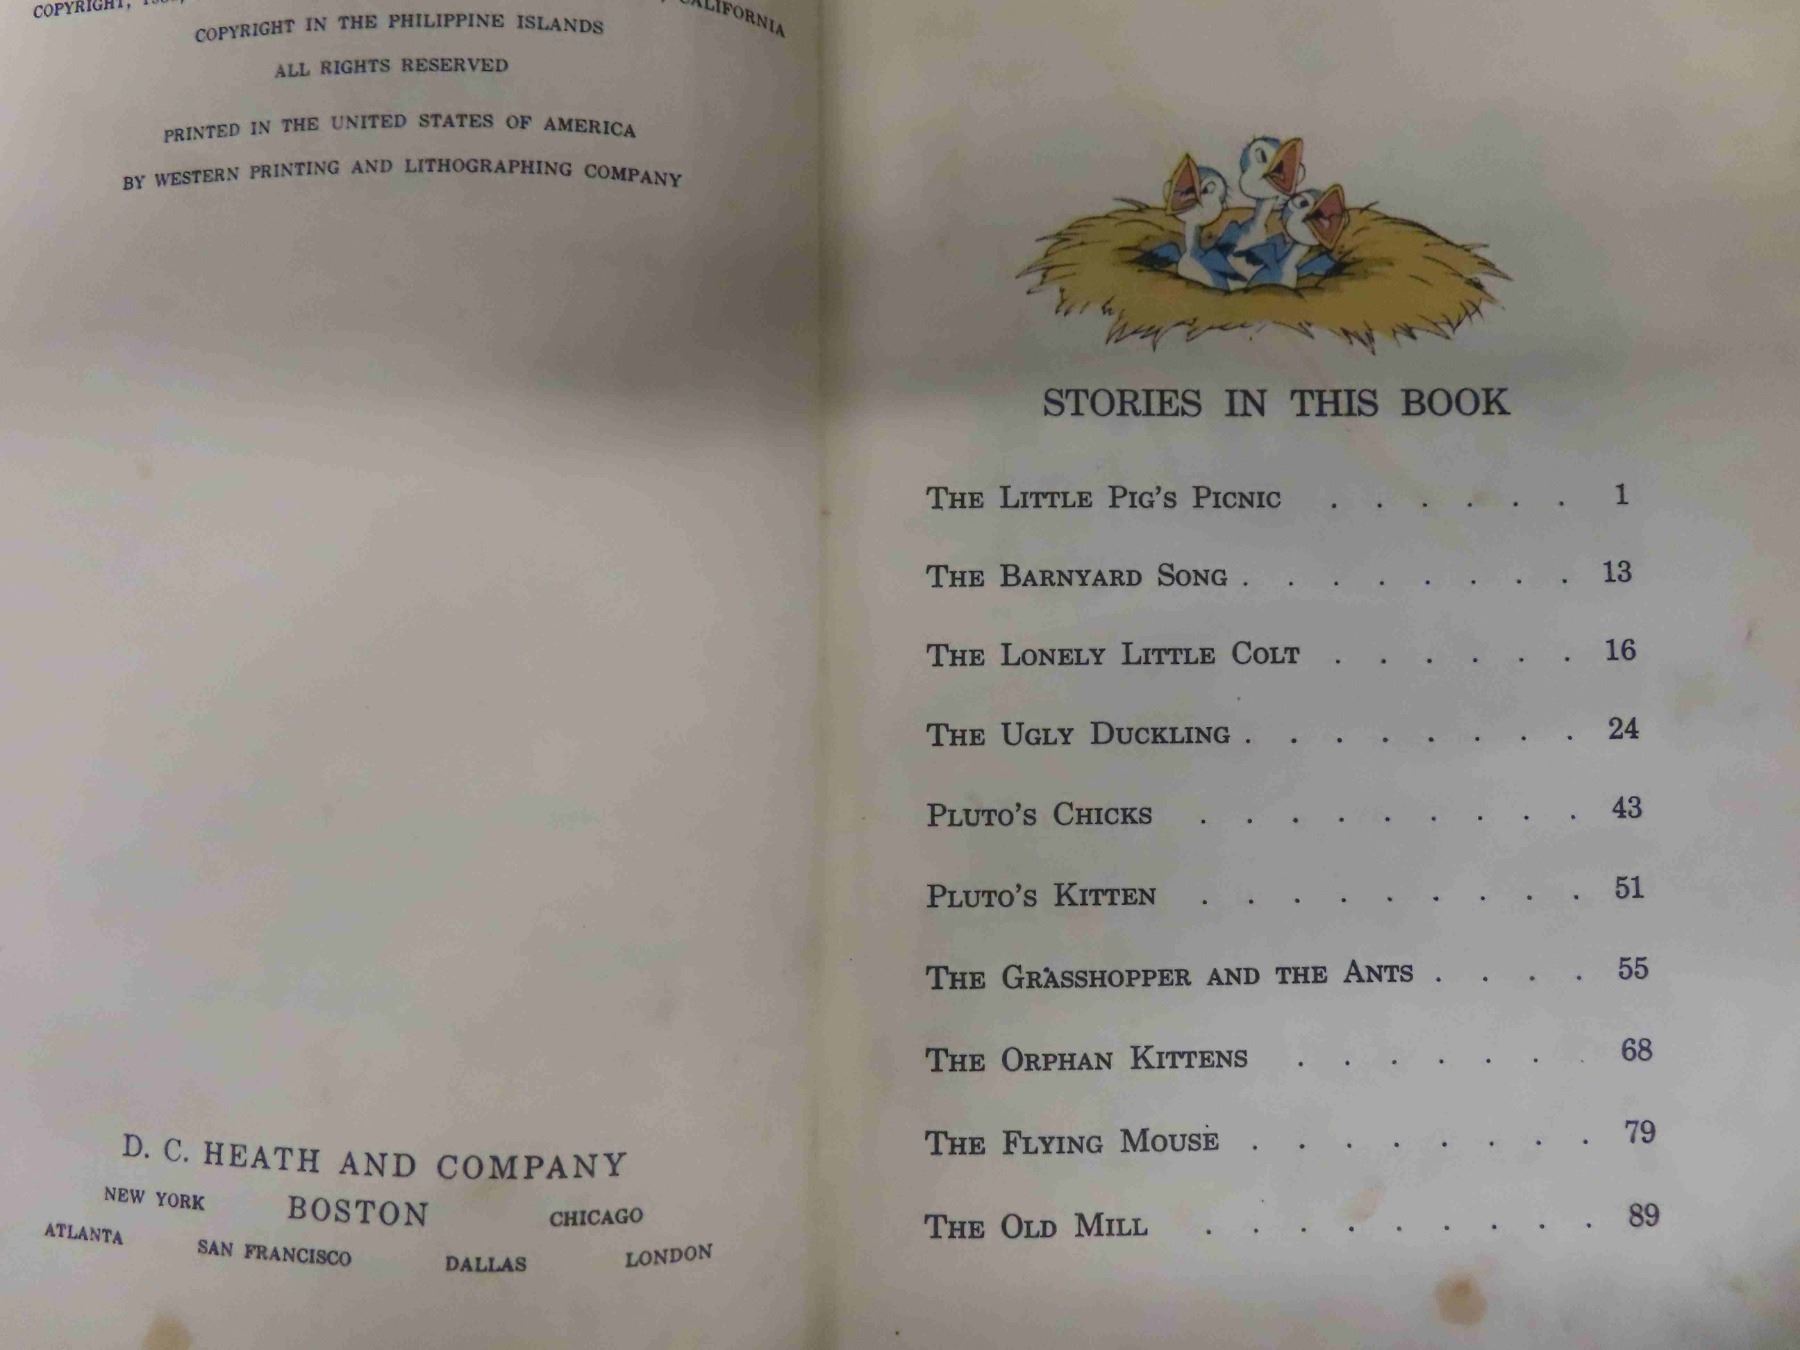 COPYRIGHT, CALIFORNIA
COPYRIGHT IN THE PHILIPPINE ISLANDS
ALL RIGHTS RESERVED
PRINTED IN THE UNITED STATES OF AMERICA
BY WESTERN PRINTING AND LITHOGRAPHING COMPANY
D. C. HEATH AND COMPANY
NEW YORK BOSTON CHICAGO
ATLANTA SAN FRANCISCO DALLAS LONDON
STORIES IN THIS BOOK
THE LITTLE PIG'S PICNIC . . . . . . 1
THE BARNYARD SONG . . . . . . . . 13
THE LONELY LITTLE COLT . . . . . . 16
THE UGLY DUCKLING . . . . . . . . 24
PLUTO'S CHICKS . . . . . . . . . 43
PLUTO'S KITTEN . . . . . . . . . 51
THE GRASSHOPPER AND THE ANTS . . . . 55
THE ORPHAN KITTENS . . . . . . . 68
THE FLYING MOUSE . . . . . . . . 79
THE OLD MILL . . . . . . . . . 89